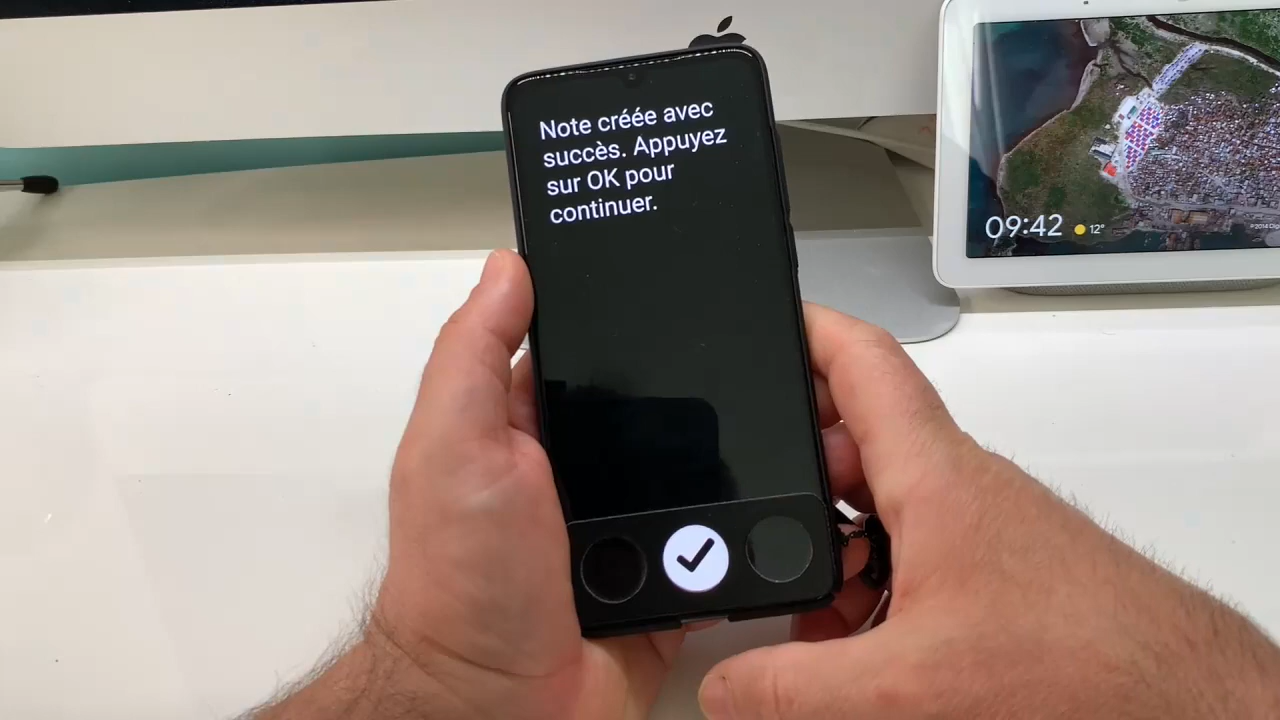 Note créée avec
succès. Appuyez
sur OK pour
continuer.
09:42
12°